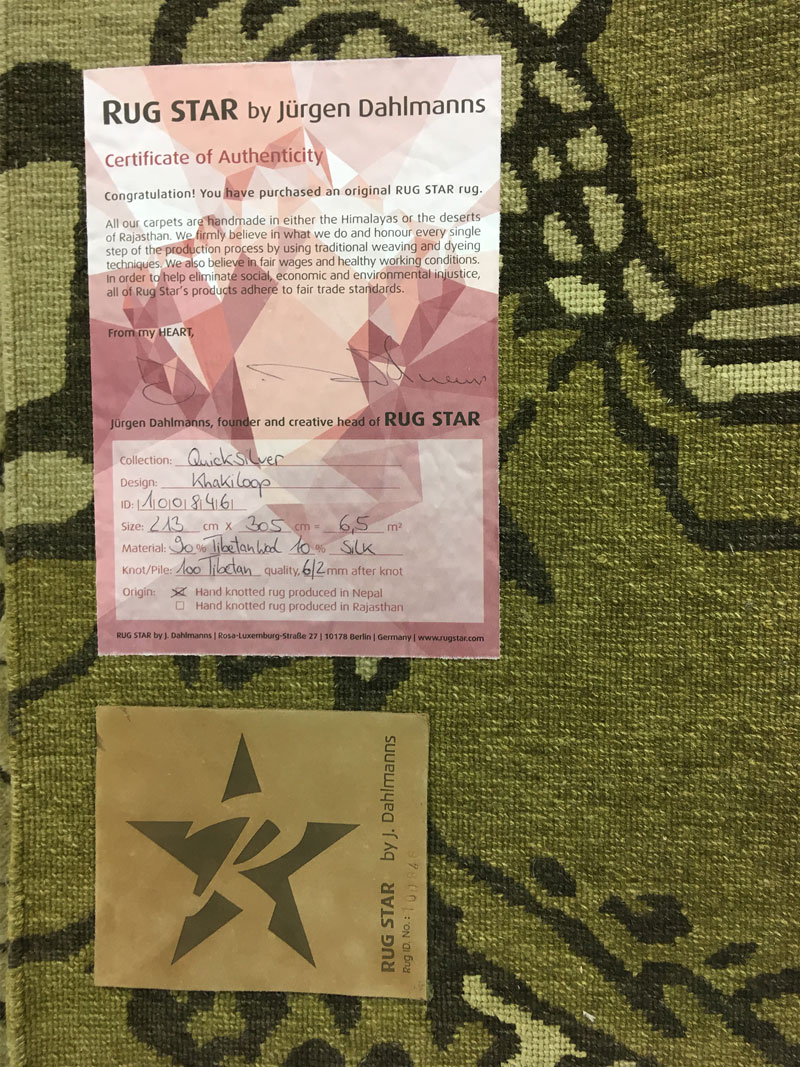 RUG STAR by Jürgen Dahlmanns
Certificate of Authenticity
Congratulation! You have purchased an original RUG STAR rug.
All our carpets are handmade in either the Himalayas or the deserts
of Rajasthan. We firmly believe in what we do and honour every single
step of the production process by using traditional weaving and dyeing
techniques. We also believe in fair wages and healthy working conditions.
In order to help eliminate social, economic and environmental injustice,
all of Rug Star's products adhere to fair trade standards.
From my HEART,
Jürgen Dahlmanns, founder and creative head of RUG STAR
Collection: Quicksilver
Design: Khakiloop
ID: 100846
Size: 213 cm X 305 cm = 6,5 m²
Material: 90 % Tibetan Wool 10 % Silk
Knot/Pile: 100 Tibetan quality, 6/2 mm after knot
Origin: Hand knotted rug produced in Nepal
Hand knotted rug produced in Rajasthan
RUG STAR by J. Dahlmanns | Rosa-Luxemburg-Straße 27 | 10178 Berlin | Germany | www.rugstar.com
RUG STAR by J. Dahlmanns
Rug ID. No.: 100846